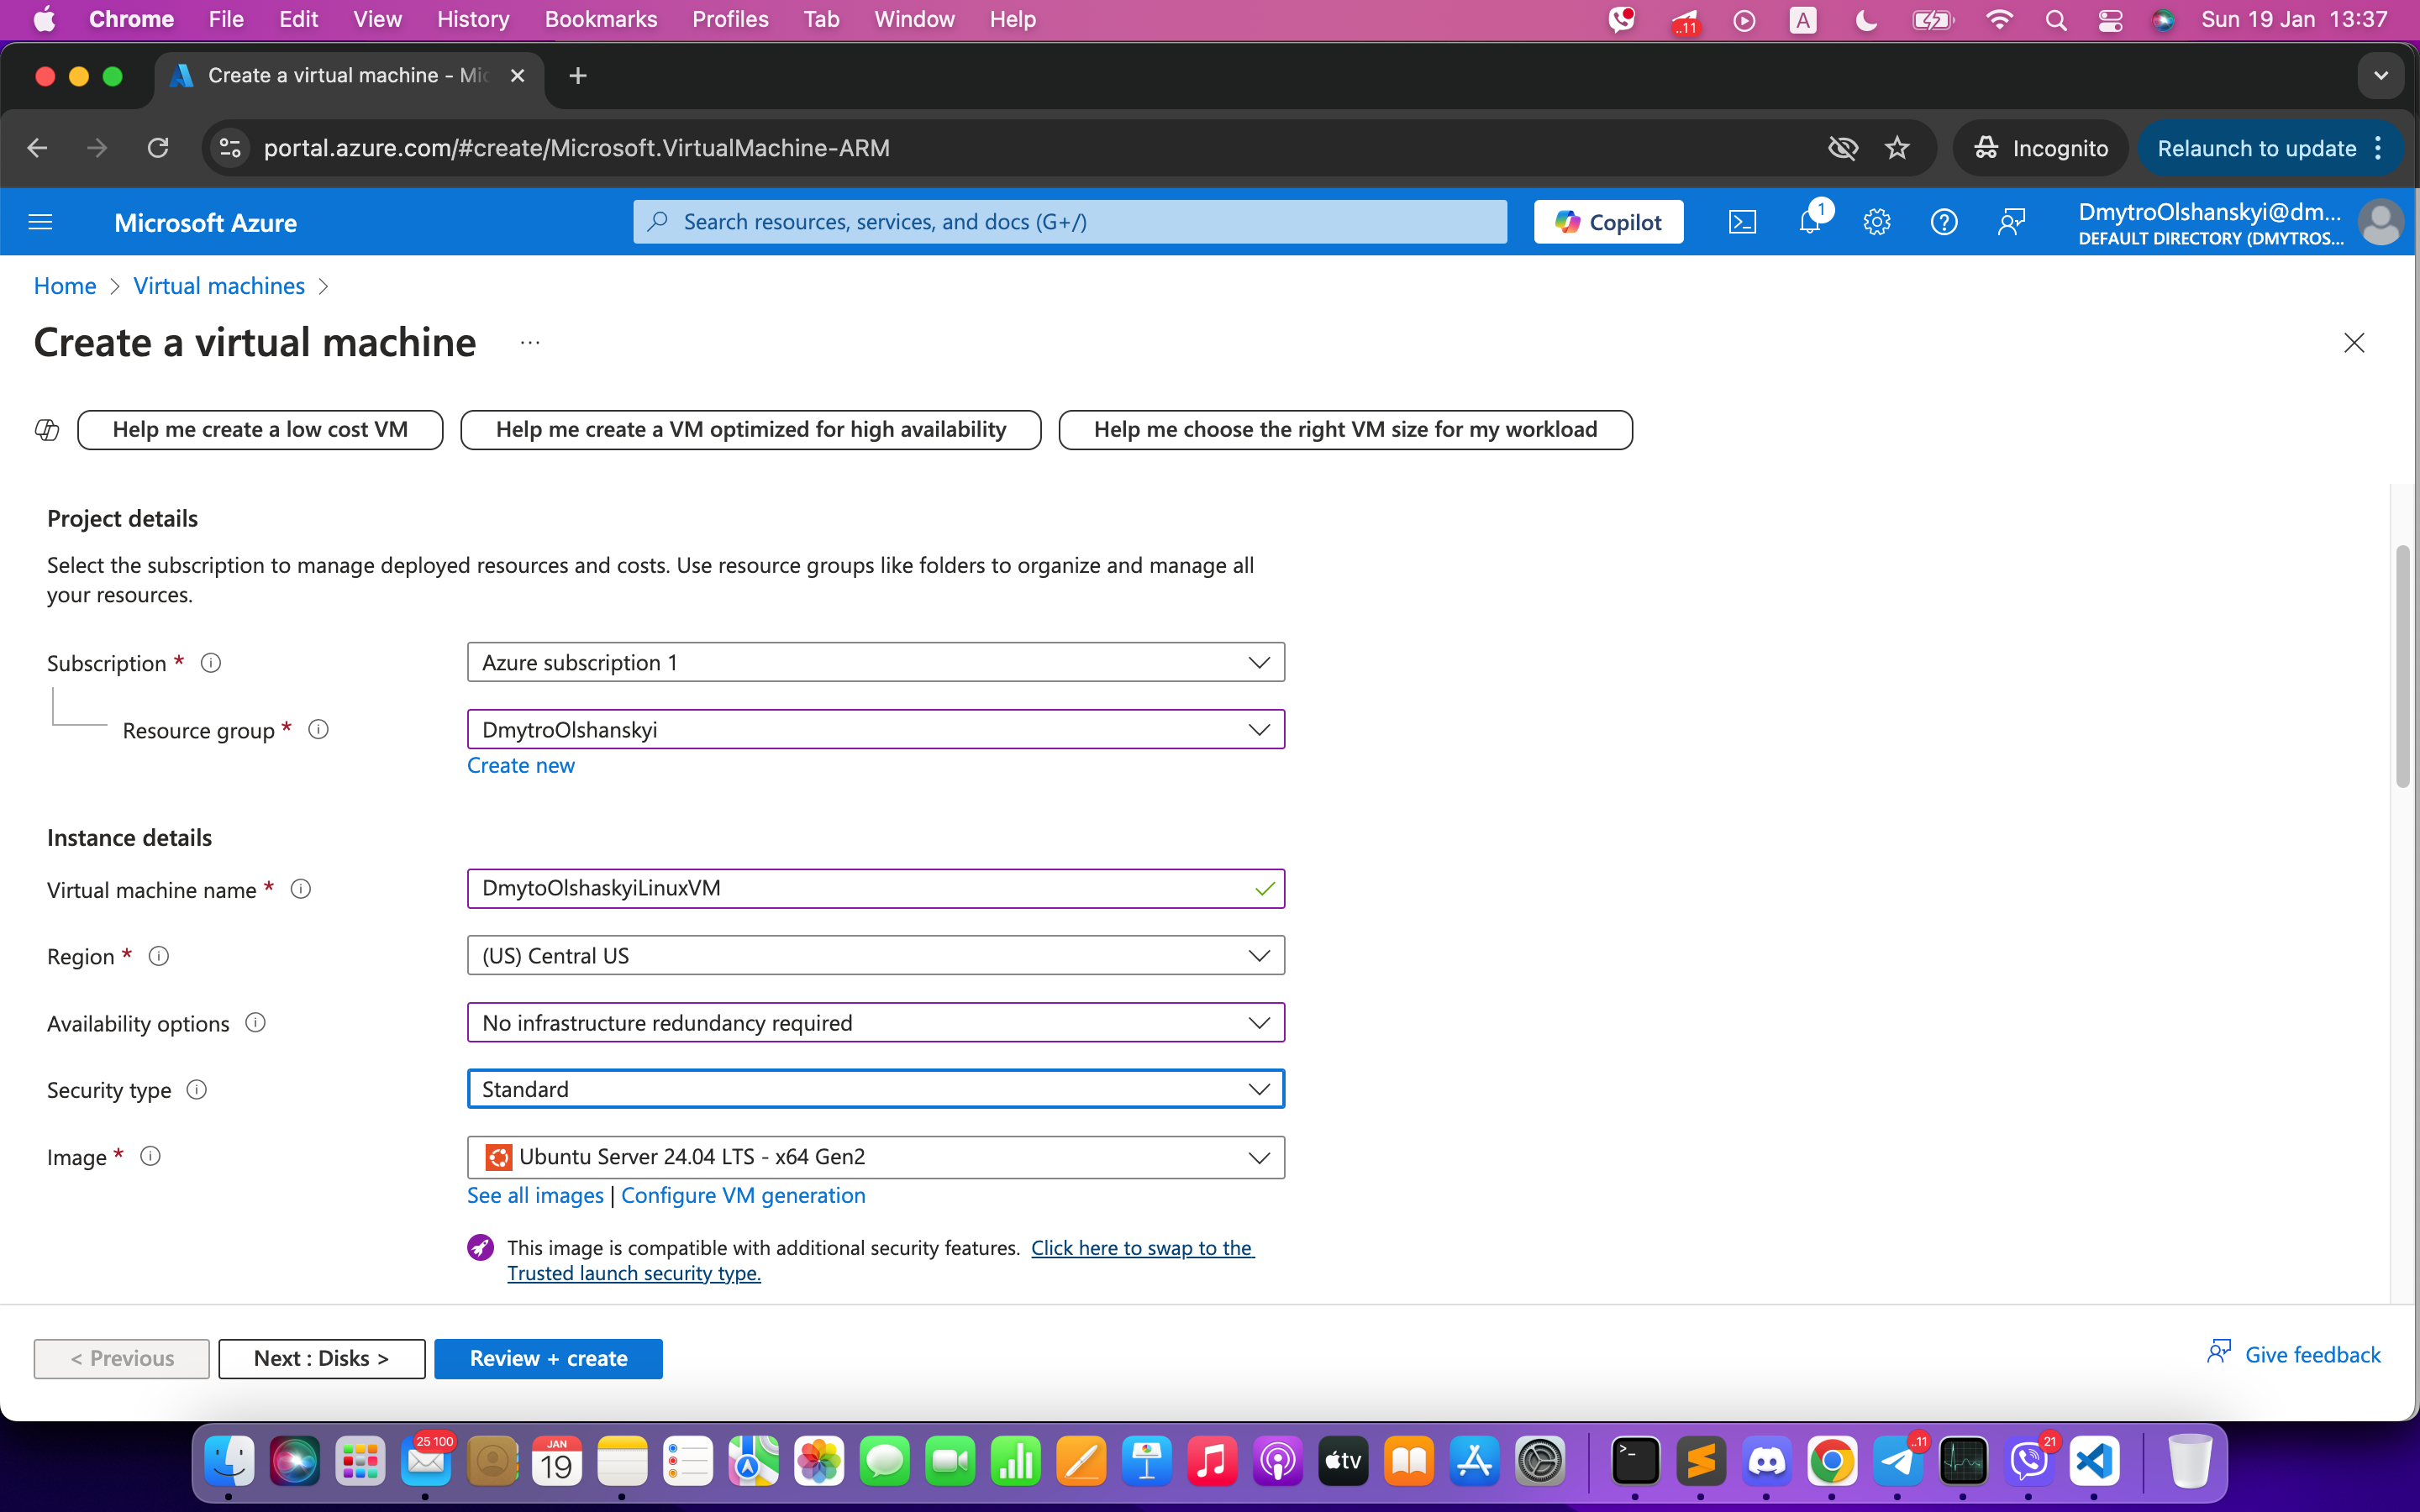 Chrome File Edit View History Bookmarks Profiles Tab Window Help ..11 A Sun 19 Jan 13:37
Create a virtual machine - Mic
portal.azure.com/#create/Microsoft.VirtualMachine-ARM Incognito Relaunch to update
Microsoft Azure Search resources, services, and docs (G+/) Copilot 1 DmytroOlshanskyi@dm...
DEFAULT DIRECTORY (DMYTROS...
Home > Virtual machines >
Create a virtual machine ...
Help me create a low cost VM Help me create a VM optimized for high availability Help me choose the right VM size for my workload
Project details
Select the subscription to manage deployed resources and costs. Use resource groups like folders to organize and manage all
your resources.
Subscription * Azure subscription 1
Resource group * DmytroOlshanskyi
Create new
Instance details
Virtual machine name * DmytoOlshaskyiLinuxVM
Region * (US) Central US
Availability options No infrastructure redundancy required
Security type Standard
Image * Ubuntu Server 24.04 LTS - x64 Gen2
See all images | Configure VM generation
This image is compatible with additional security features. Click here to swap to the
Trusted launch security type.
< Previous Next : Disks > Review + create Give feedback
25 100 JAN 19 tv ..11 21